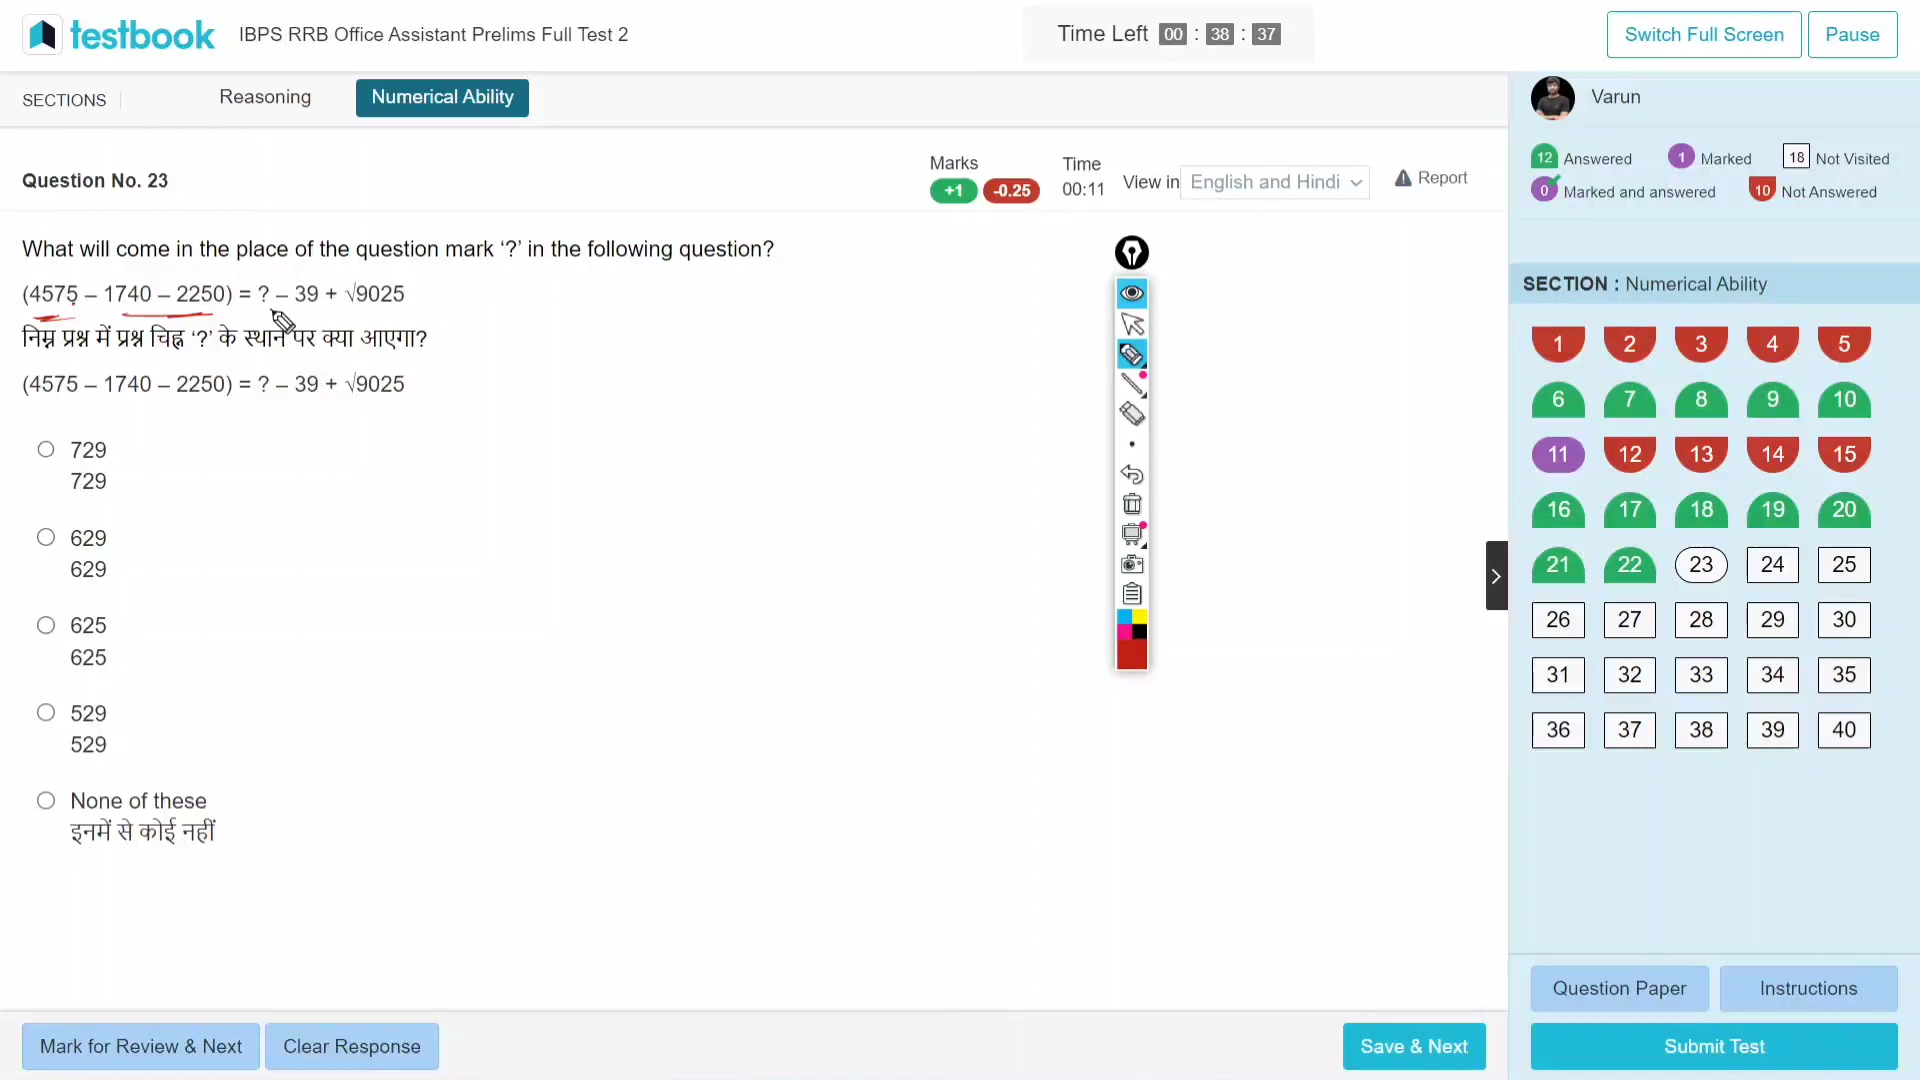 testbook IBPS RRB Office Assistant Prelims Full Test 2 Time Left 00 : 38 : 37 Switch Full Screen Pause
SECTIONS Reasoning Numerical Ability
Varun
12 Answered 1 Marked 18 Not Visited
0 Marked and answered 10 Not Answered
Question No. 23
Marks
+1 -0.25
Time
00:11
View in English and Hindi Report
What will come in the place of the question mark ‘?’ in the following question?
(4575 – 1740 – 2250) = ? – 39 + √9025
निम्न प्रश्न में प्रश्न चिह्न ‘?’ के स्थान पर क्या आएगा?
(4575 – 1740 – 2250) = ? – 39 + √9025
729
729
629
629
625
625
529
529
None of these
इनमें से कोई नहीं
SECTION : Numerical Ability
1 2 3 4 5
6 7 8 9 10
11 12 13 14 15
16 17 18 19 20
21 22 23 24 25
26 27 28 29 30
31 32 33 34 35
36 37 38 39 40
Question Paper Instructions
Mark for Review & Next Clear Response Save & Next Submit Test